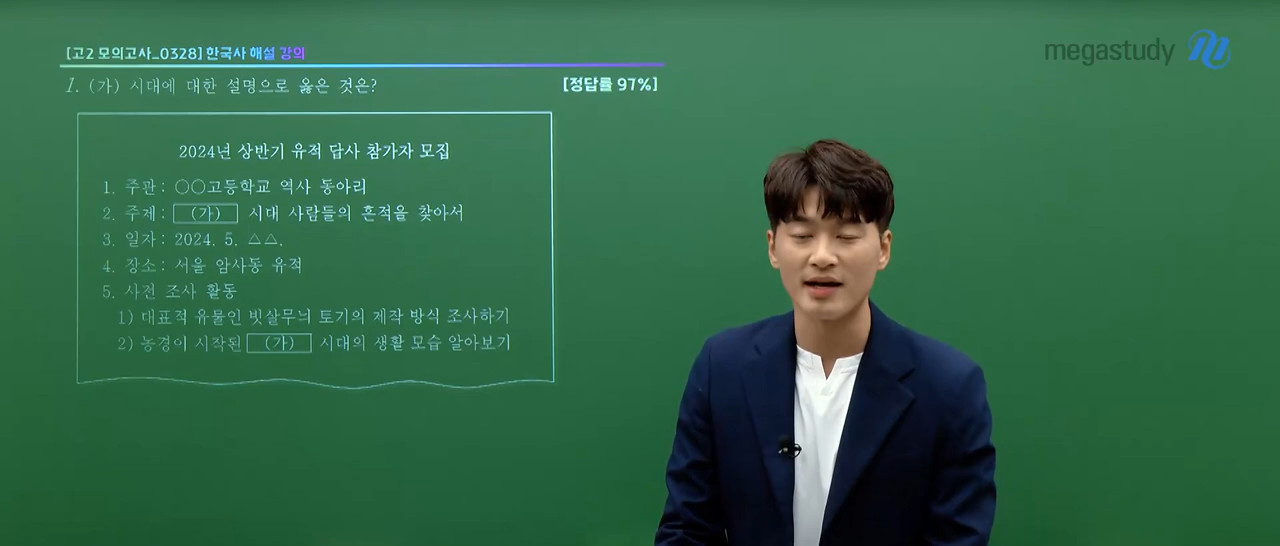 [고2 모의고사_0328] 한국사 해설 강의
megastudy
1. (가) 시대에 대한 설명으로 옳은 것은?
[정답률 97%]
2024년 상반기 유적 답사 참가자 모집
1. 주관: ○○고등학교 역사 동아리
2. 주제: (가) 시대 사람들의 흔적을 찾아서
3. 일자: 2024. 5. △△.
4. 장소: 서울 암사동 유적
5. 사전 조사 활동
1) 대표적 유물인 빗살무늬 토기의 제작 방식 조사하기
2) 농경이 시작된 (가) 시대의 생활 모습 알아보기